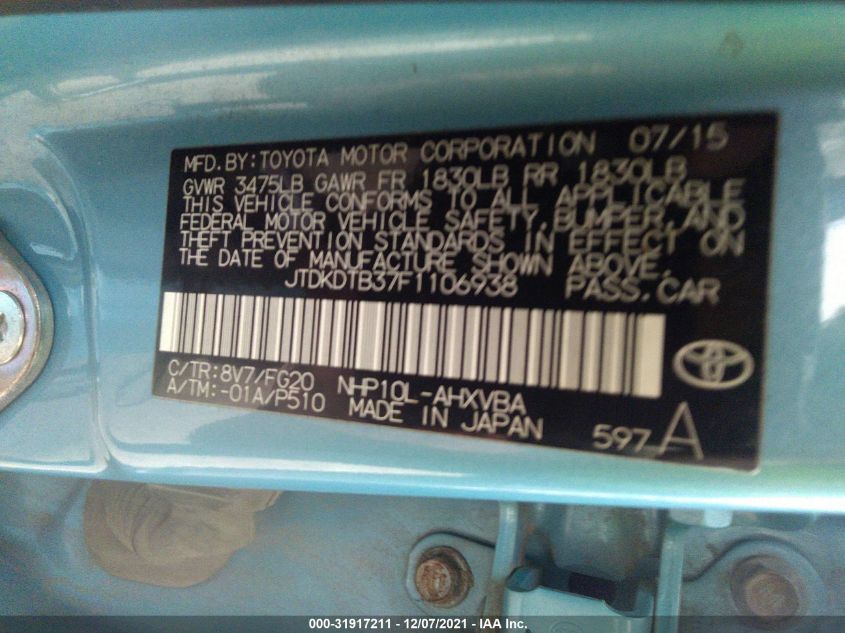 MFD. BY: TOYOTA MOTOR CORPORATION 07/15
GVWR 3475LB GAWR FR 1830LB RR 1830LB
THIS VEHICLE CONFORMS TO ALL APPLICABLE
FEDERAL MOTOR VEHICLE SAFETY, BUMPER, AND
THEFT PREVENTION STANDARDS IN EFFECT ON
THE DATE OF MANUFACTURE SHOWN ABOVE.
JTDKDTB37F1106938 PASS. CAR
C/TR: 8V7/FG20 NHP10L-AHXVBA
A/TM: -01A/P510 MADE IN JAPAN
597 A
000-31917211 - 12/07/2021 - IAA Inc.